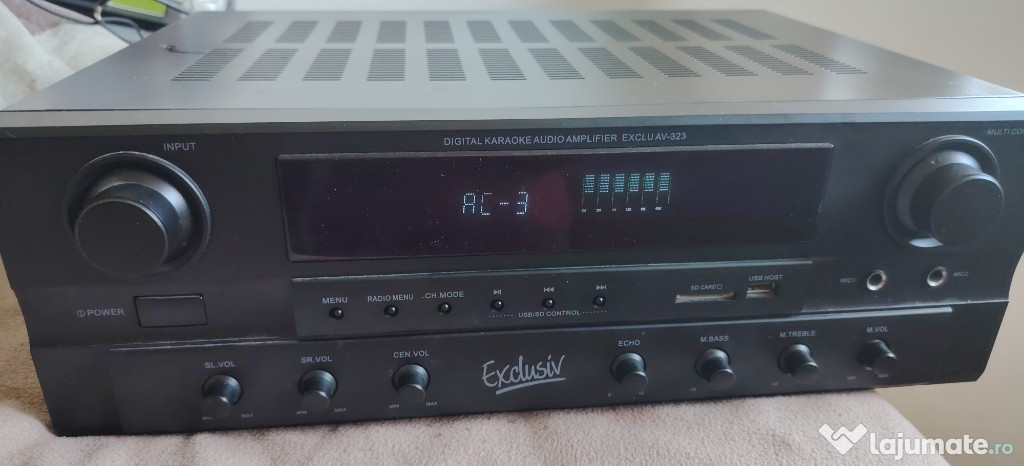 DIGITAL KARAOKE AUDIO AMPLIFIER EXCLU AV-323
INPUT
MULTI CO
AC-3
POWER
MENU
RADIO MENU
CH.MODE
USB/SD CONTROL
SD CARD
USB HOST
MIC1
MIC2
SL.VOL
SR.VOL
CEN.VOL
Exclusiv
ECHO
M.BASS
M.TREBLE
M.VOL
MIN MAX
MIN MAX
MIN MAX
MIN MAX
lajumate.ro